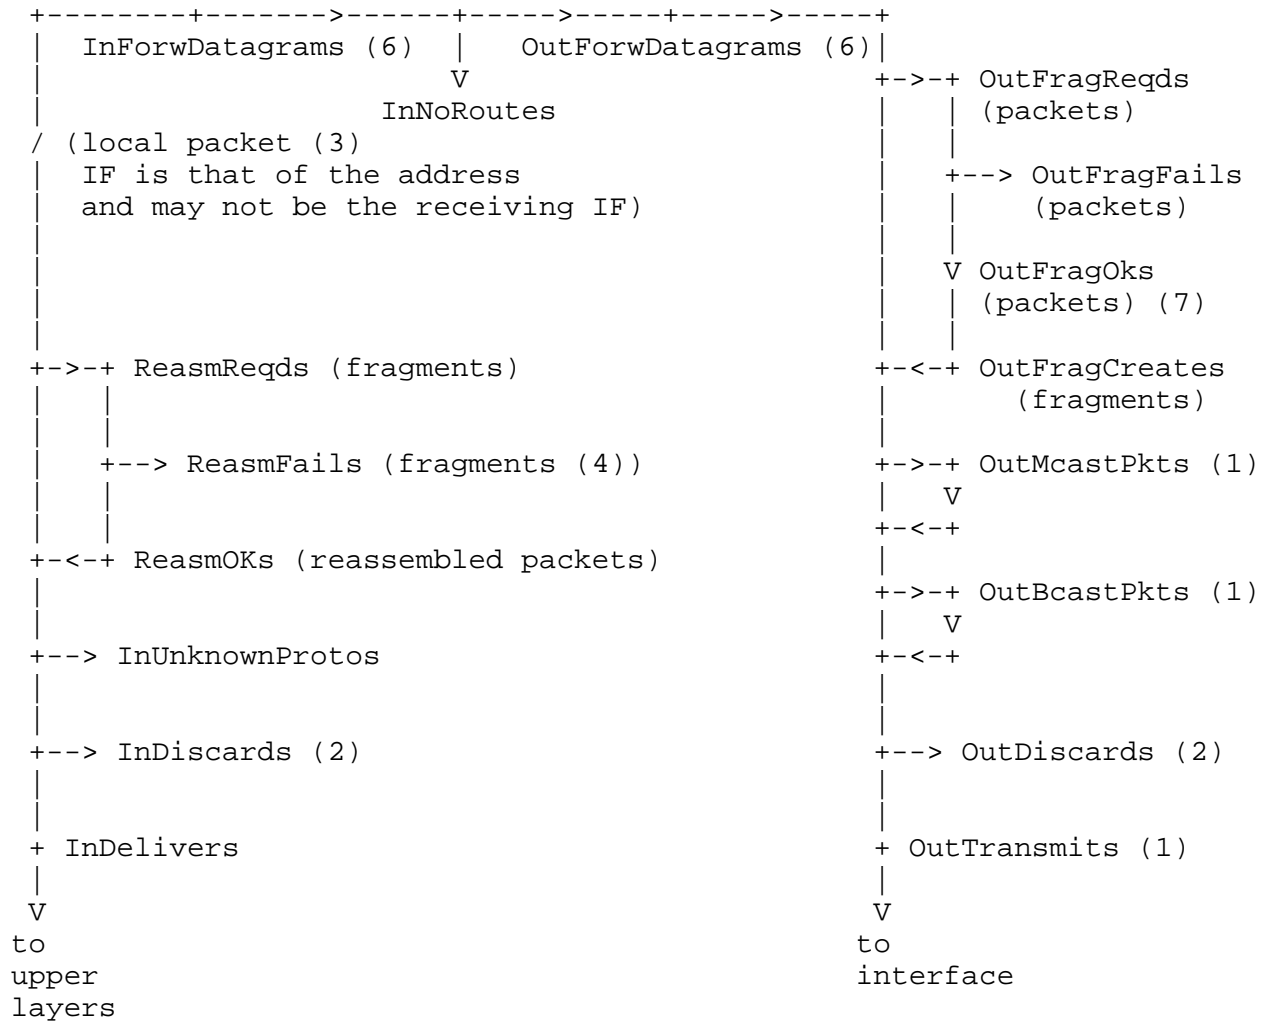 +--------+------->------+----->-----+----->-----+
|  InForwDatagrams (6)  |   OutForwDatagrams (6)|
|                       V                       +->-+ OutFragReqds
|                   InNoRoutes                  |   | (packets)
/ (local packet (3)                             |   |
|  IF is that of the address                    |   +--> OutFragFails
|  and may not be the receiving IF)             |   |    (packets)
|                                               |   |
|                                               |   V OutFragOks
|                                               |   | (packets) (7)
|                                               |   |
+->-+ ReasmReqds (fragments)                    +-<-+ OutFragCreates
|   |                                           |       (fragments)
|   |                                           |
|   +--> ReasmFails (fragments (4))             +->-+ OutMcastPkts (1)
|   |                                           |   V
|   |                                           +-<-+
+-<-+ ReasmOKs (reassembled packets)            |
|                                               +->-+ OutBcastPkts (1)
|                                               |   V
+--> InUnknownProtos                            +-<-+
|                                               |
|                                               |
+--> InDiscards (2)                             +--> OutDiscards (2)
|                                               |
|                                               |
+ InDelivers                                    + OutTransmits (1)
|                                               |
V                                               V
to                                             to
upper                                          interface
layers